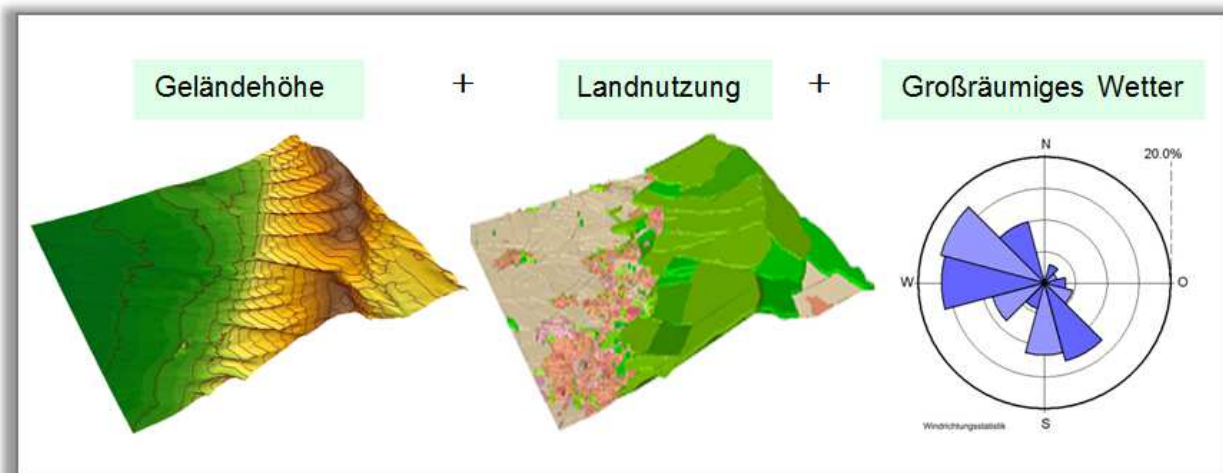 Geländehöhe + Landnutzung + Großräumiges Wetter
N
20.0%
W
O
S
Windrichtungsstatistik